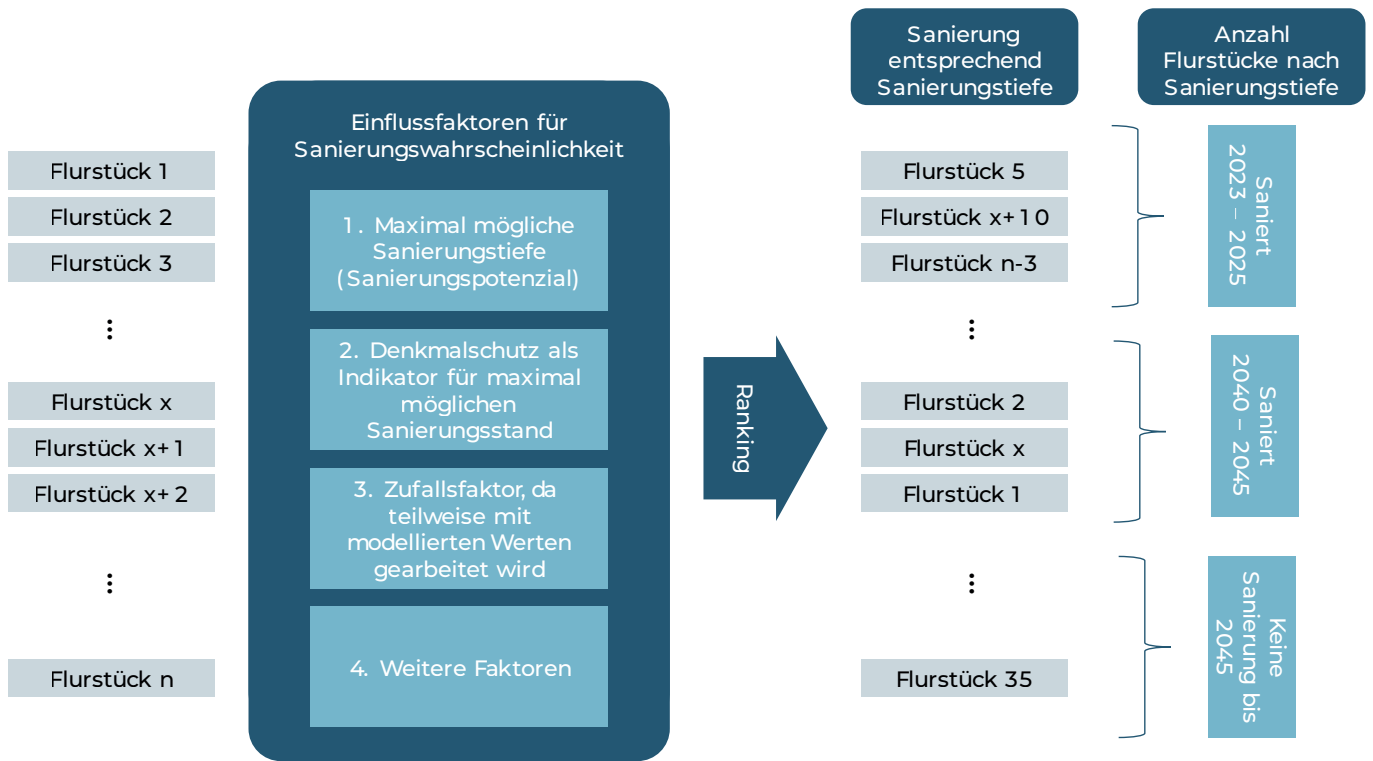 Flurstück 1
Flurstück 2
Flurstück 3
Flurstück x
Flurstück x+1
Flurstück x+2
Flurstück n
Einflussfaktoren für
Sanierungswahrscheinlichkeit
1. Maximal mögliche
Sanierungstiefe
(Sanierungspotenzial)
2. Denkmalschutz als
Indikator für maximal
möglichen
Sanierungsstand
3. Zufallsfaktor, da
teilweise mit
modellierten Werten
gearbeitet wird
4. Weitere Faktoren
Ranking
Sanierung
entsprechend
Sanierungstiefe
Flurstück 5
Flurstück x+10
Flurstück n-3
Flurstück 2
Flurstück x
Flurstück 1
Flurstück 35
Anzahl
Flurstücke nach
Sanierungstiefe
Saniert
2023 – 2025
Saniert
2040 – 2045
Keine
Sanierung bis
2045